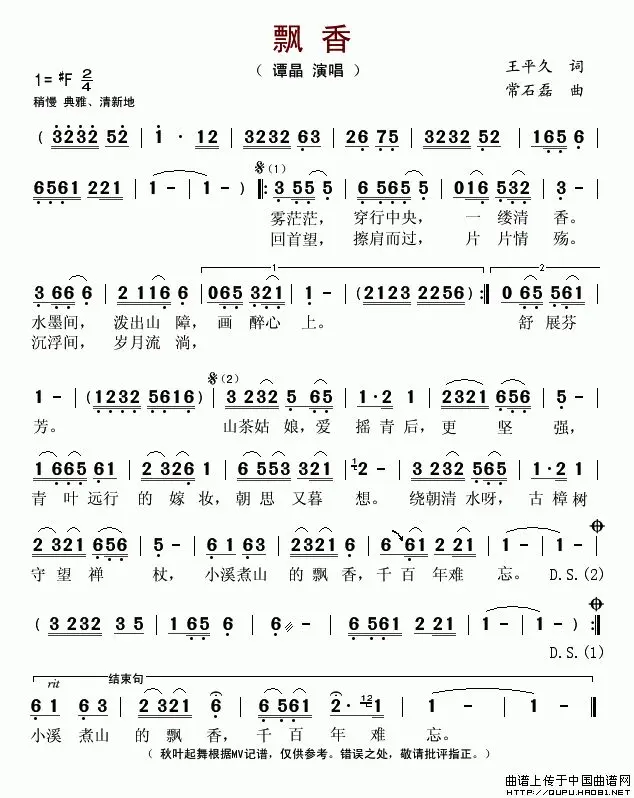 飘香
（谭晶 演唱）
1=♯F 2/4
王平久 词
稍慢 典雅、清新地
常石磊 曲
( 3232 52 | 1 · 12 | 3232 63 | 26 75 | 3232 52 | 165 6 |
𝄋(1)
6561 221 | 1 - | 1 - ) ‖: 3 55 5 | 6 565 5 | 016 532 | 3 - |
雾茫茫， 穿行中央， 一 缕清 香。
回首望， 擦肩而过， 片 片情 殇。
1 2
3 66 6 | 2 116 6 | 065 321 | 1 - | (2123 2256) :‖ 0 65 561 |
水墨间， 泼出山 障，画 醉心 上。 舒 展芬
沉浮间， 岁月流 淌，
𝄋(2)
1 - | (1232 5616) | 3 232 5 65 | 1·2 1 | 2321 656 | 5 - |
芳。 山茶姑 娘，爱 摇 青 后，更 坚 强，
1 665 61 | 2 326 1 | 6 553 321 | 12 2 - | 3 232 565 | 1·2 1 |
青 叶 远行 的 嫁 妆，朝 思 又暮 想。 绕朝清 水呀，古 樟 树
2 321 656 | 5 - | 6 1 63 | 2321 6 | 6 61 2 21 | 1 - | 1 - |
守 望 禅 杖， 小溪煮山 的 飘 香，千 百 年难 忘。 D.S.(2)
( 3 232 3 5 | 1 65 6 | 6 - | 6 561 221 | 1 - | 1 - ) :‖
D.S.(1)
rit 结束句
6 1 6 3 | 2321 6 | 6 561 | 2· 12 1 | 1 - | 1 - ‖
小溪 煮山 的 飘 香，千 百 年 难 忘。
（ 秋叶起舞根据MV记谱，仅供参考。错误之处，敬请批评指正。）
曲谱上传于中国曲谱网
http://QUPU.HAO81.NET